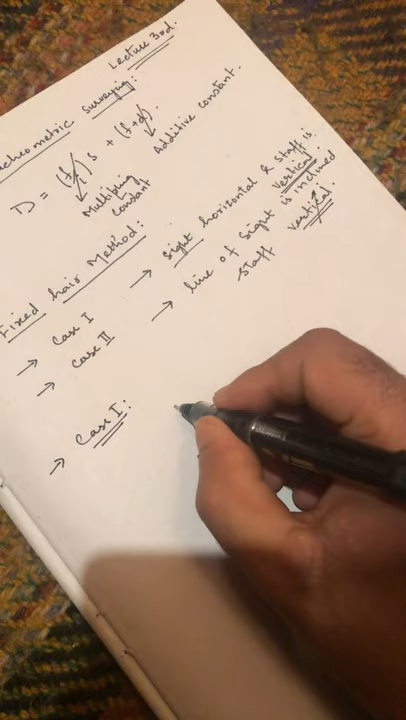 Lecture 3rd.
acheometric Surveying:
D = (f/i) s + (f+d).
Multiplying constant
Additive constant.
Fixed hair Method:
→ Case I → Sight horizontal & staff is vertical.
→ Case II → line of sight is inclined
staff vertical.
→ Case I: